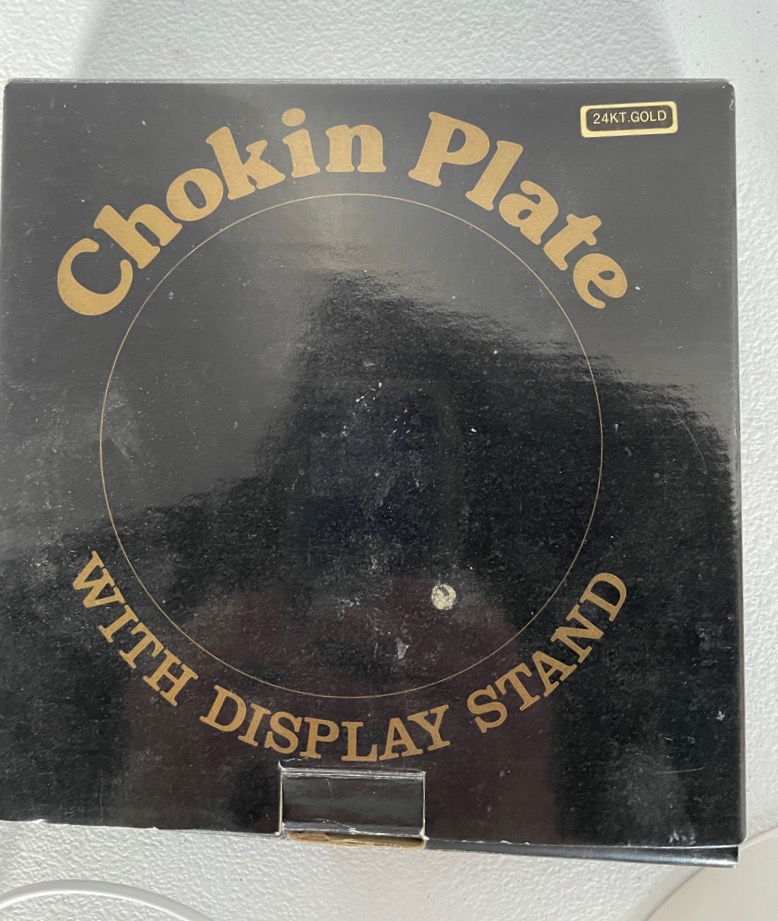 24KT.GOLD
Chokin Plate
WITH DISPLAY STAND